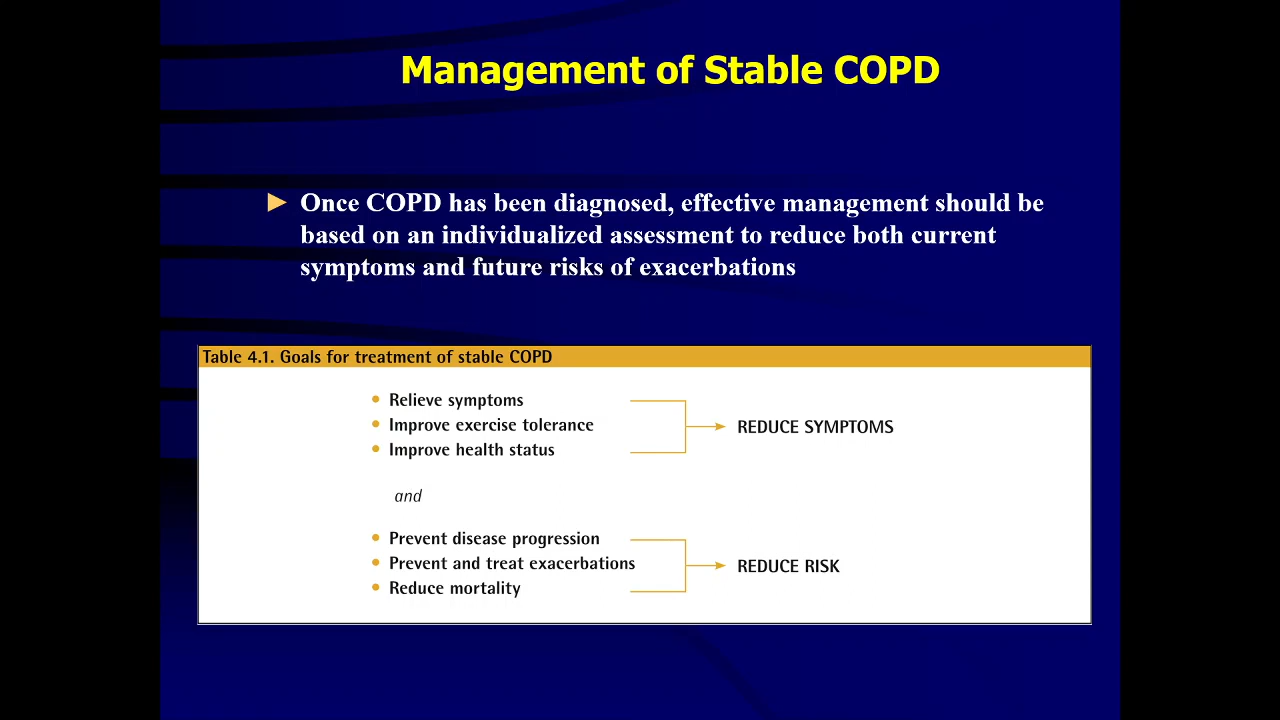 Management of Stable COPD
► Once COPD has been diagnosed, effective management should be
based on an individualized assessment to reduce both current
symptoms and future risks of exacerbations
Table 4.1. Goals for treatment of stable COPD
• Relieve symptoms
• Improve exercise tolerance
• Improve health status
REDUCE SYMPTOMS
and
• Prevent disease progression
• Prevent and treat exacerbations
• Reduce mortality
REDUCE RISK